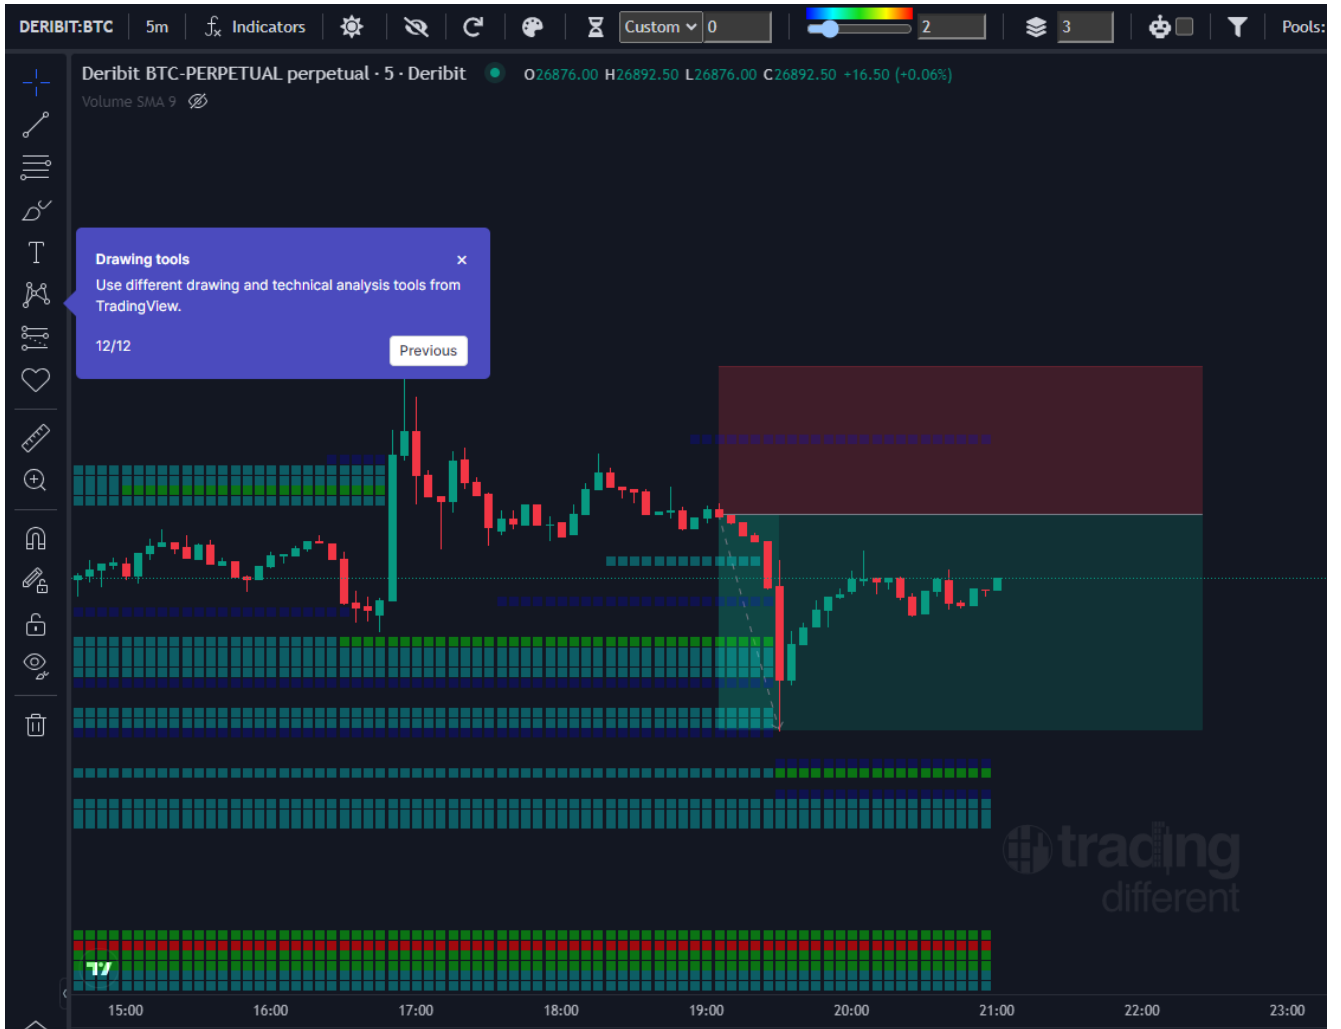 DERIBIT:BTC 5m fx Indicators Custom 0 2 3 Pools:
Deribit BTC-PERPETUAL perpetual · 5 · Deribit O26876.00 H26892.50 L26876.00 C26892.50 +16.50 (+0.06%)
Volume SMA 9
Drawing tools
Use different drawing and technical analysis tools from
TradingView.
12/12
Previous
trading
different
15:00 16:00 17:00 18:00 19:00 20:00 21:00 22:00 23:00